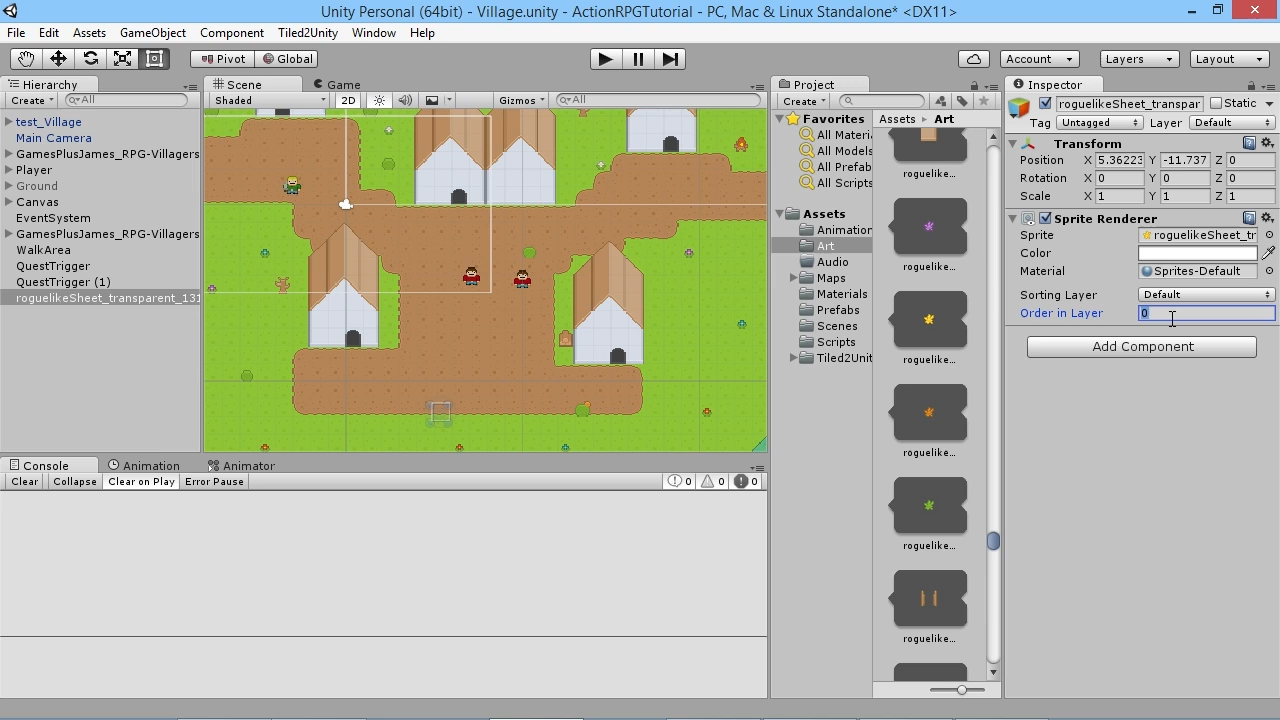 Unity Personal (64bit) - Village.unity - ActionRPGTutorial - PC, Mac & Linux Standalone* <DX11>
File Edit Assets GameObject Component Tiled2Unity Window Help
Pivot Global Account Layers Layout
Hierarchy
Create All
test_Village
Main Camera
GamesPlusJames_RPG-Villagers
Player
Ground
Canvas
EventSystem
GamesPlusJames_RPG-Villagers
WalkArea
QuestTrigger
QuestTrigger (1)
roguelikeSheet_transparent_131
Scene Game
Shaded 2D Gizmos All
Console Animation Animator
Clear Collapse Clear on Play Error Pause 0 0 0
Project
Create
Favorites
All Materi
All Models
All Prefab
All Scripts
Assets
Animation
Art
Audio
Maps
Materials
Prefabs
Scenes
Scripts
Tiled2Unit
Assets Art
roguelike...
roguelike...
roguelike...
roguelike...
roguelike...
roguelike...
Inspector
roguelikeSheet_transpar Static
Tag Untagged Layer Default
Transform
Position X 5.36223 Y -11.737 Z 0
Rotation X 0 Y 0 Z 0
Scale X 1 Y 1 Z 1
Sprite Renderer
Sprite roguelikeSheet_tr
Color
Material Sprites-Default
Sorting Layer Default
Order in Layer 0
Add Component